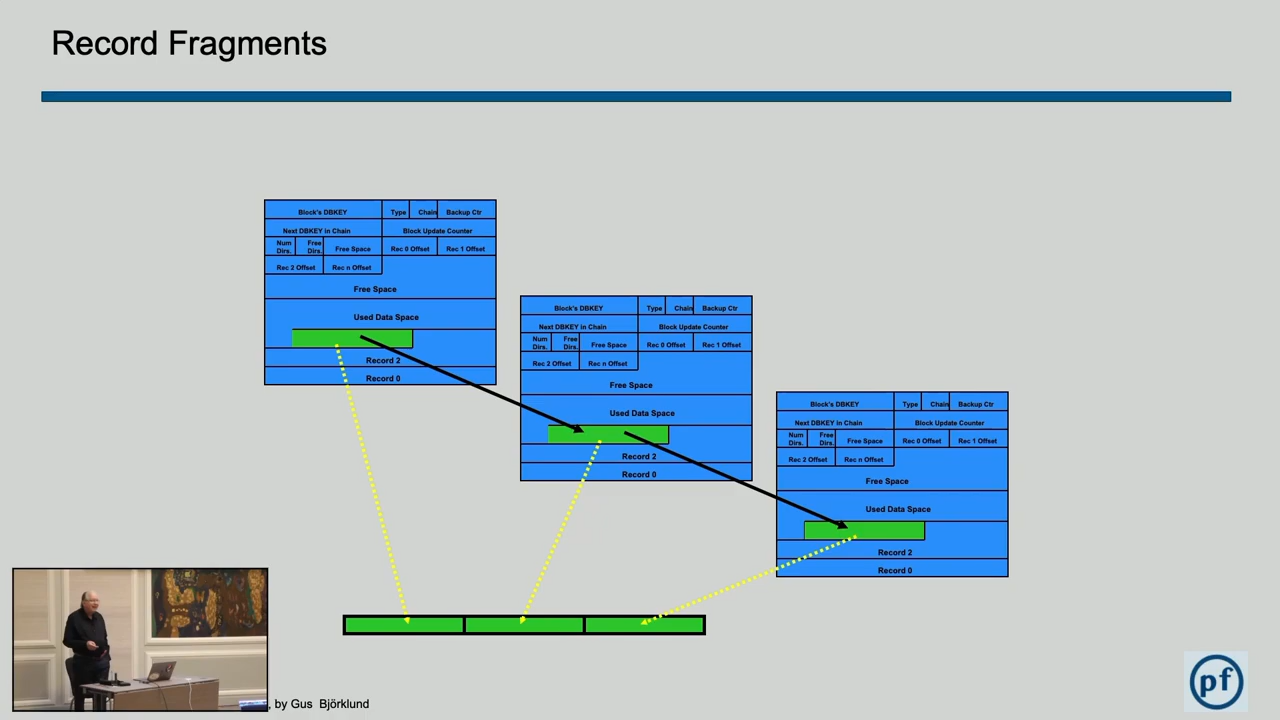 Record Fragments
Block's DBKEY Type Chain Backup Ctr
Next DBKEY in Chain Block Update Counter
Num Dirs. Free Dirs. Free Space Rec 0 Offset Rec 1 Offset
Rec 2 Offset Rec n Offset
Free Space
Used Data Space
Record 2
Record 0
Block's DBKEY Type Chain Backup Ctr
Next DBKEY in Chain Block Update Counter
Num Dirs. Free Dirs. Free Space Rec 0 Offset Rec 1 Offset
Rec 2 Offset Rec n Offset
Free Space
Used Data Space
Record 2
Record 0
Block's DBKEY Type Chain Backup Ctr
Next DBKEY in Chain Block Update Counter
Num Dirs. Free Dirs. Free Space Rec 0 Offset Rec 1 Offset
Rec 2 Offset Rec n Offset
Free Space
Used Data Space
Record 2
Record 0
, by Gus Björklund
pf